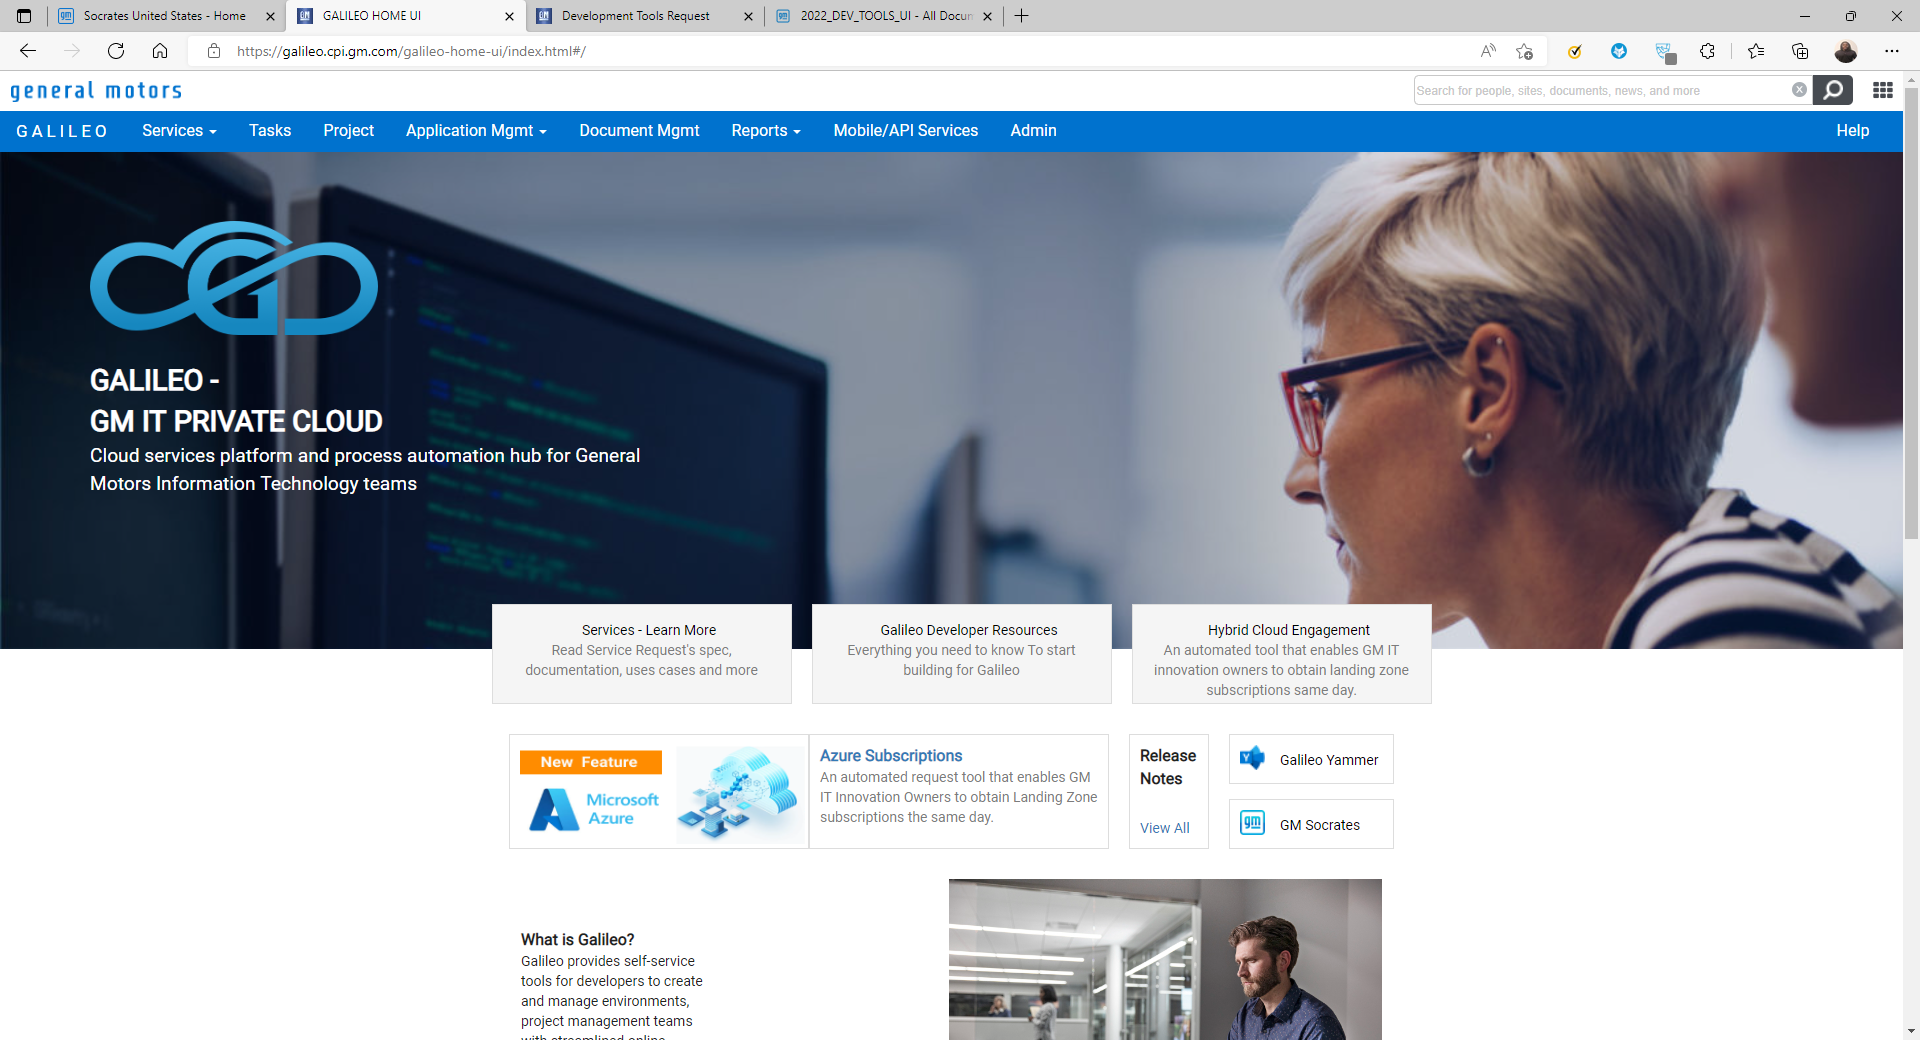 Socrates United States - Home
GALILEO HOME UI
Development Tools Request
2022_DEV_TOOLS_UI - All Docun
https://galileo.cpi.gm.com/galileo-home-ui/index.html#/
general motors
Search for people, sites, documents, news, and more
GALILEO
Services
Tasks
Project
Application Mgmt
Document Mgmt
Reports
Mobile/API Services
Admin
Help
GALILEO -
GM IT PRIVATE CLOUD
Cloud services platform and process automation hub for General
Motors Information Technology teams
Services - Learn More
Read Service Request's spec,
documentation, uses cases and more
Galileo Developer Resources
Everything you need to know To start
building for Galileo
Hybrid Cloud Engagement
An automated tool that enables GM IT
innovation owners to obtain landing zone
subscriptions same day.
New Feature
Microsoft
Azure
Azure Subscriptions
An automated request tool that enables GM
IT Innovation Owners to obtain Landing Zone
subscriptions the same day.
Release
Notes
View All
Galileo Yammer
gm
GM Socrates
What is Galileo?
Galileo provides self-service
tools for developers to create
and manage environments,
project management teams
with streamlined online